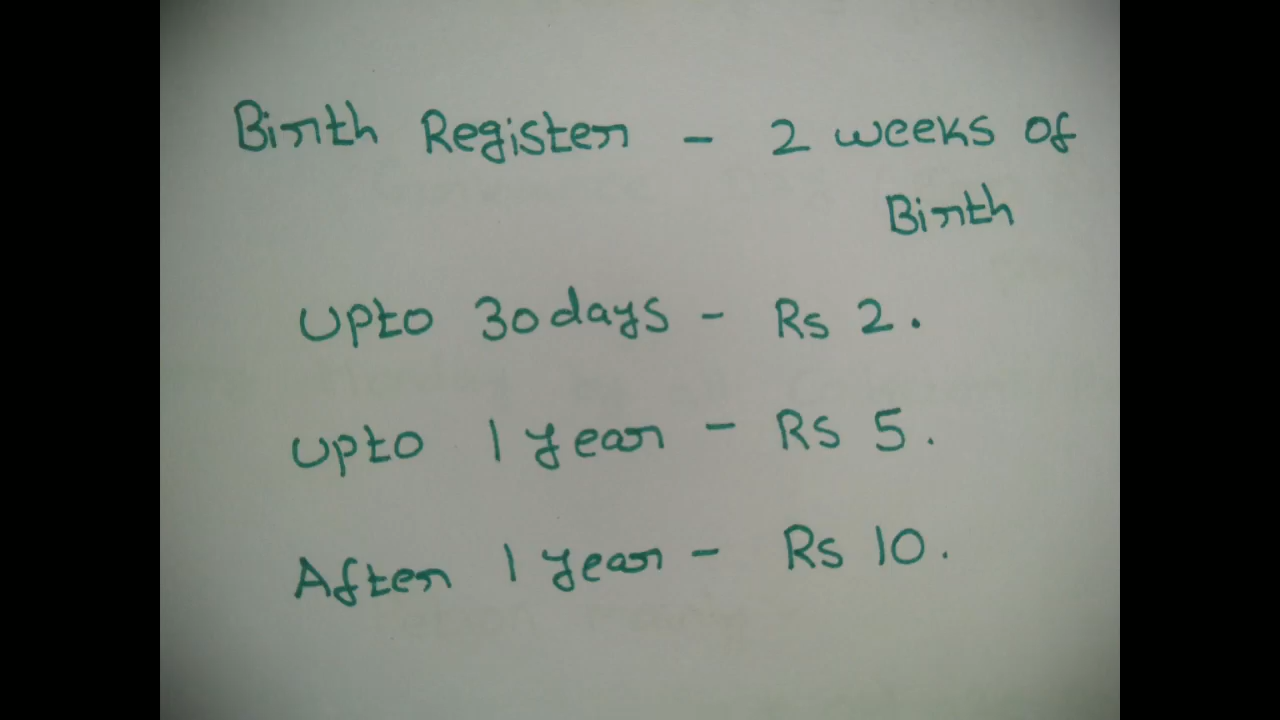 Birth Register - 2 weeks of
Birth
Upto 30 days - Rs 2.
Upto 1 year - Rs 5.
After 1 year - Rs 10.